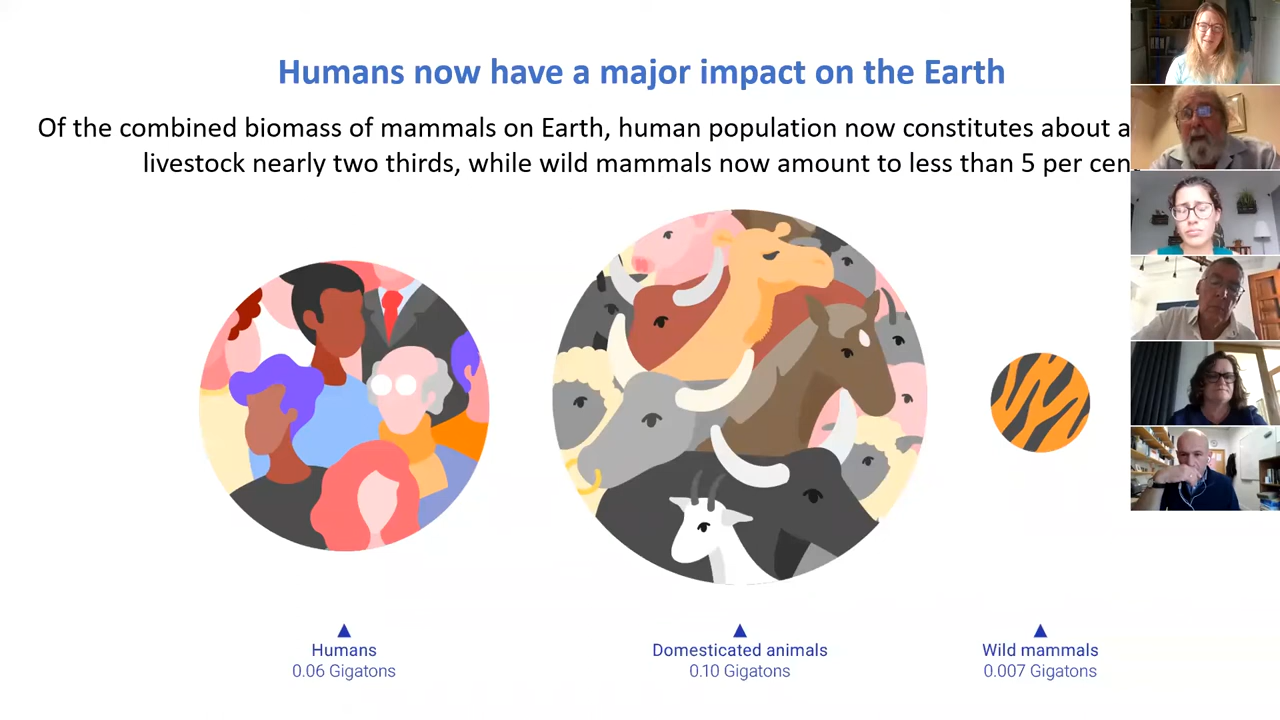 Humans now have a major impact on the Earth
Of the combined biomass of mammals on Earth, human population now constitutes about a
livestock nearly two thirds, while wild mammals now amount to less than 5 per
Humans
0.06 Gigatons
Domesticated animals
0.10 Gigatons
Wild mammals
0.007 Gigatons